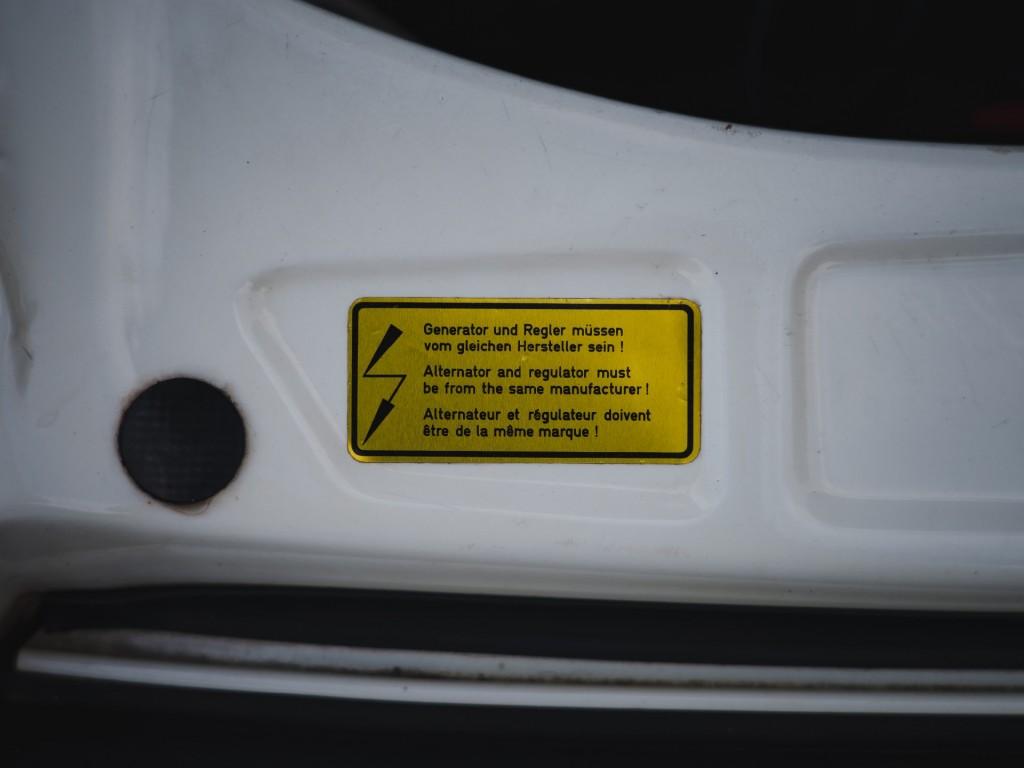 Generator und Regler müssen
vom gleichen Hersteller sein !
Alternator and regulator must
be from the same manufacturer !
Alternateur et régulateur doivent
être de la même marque !